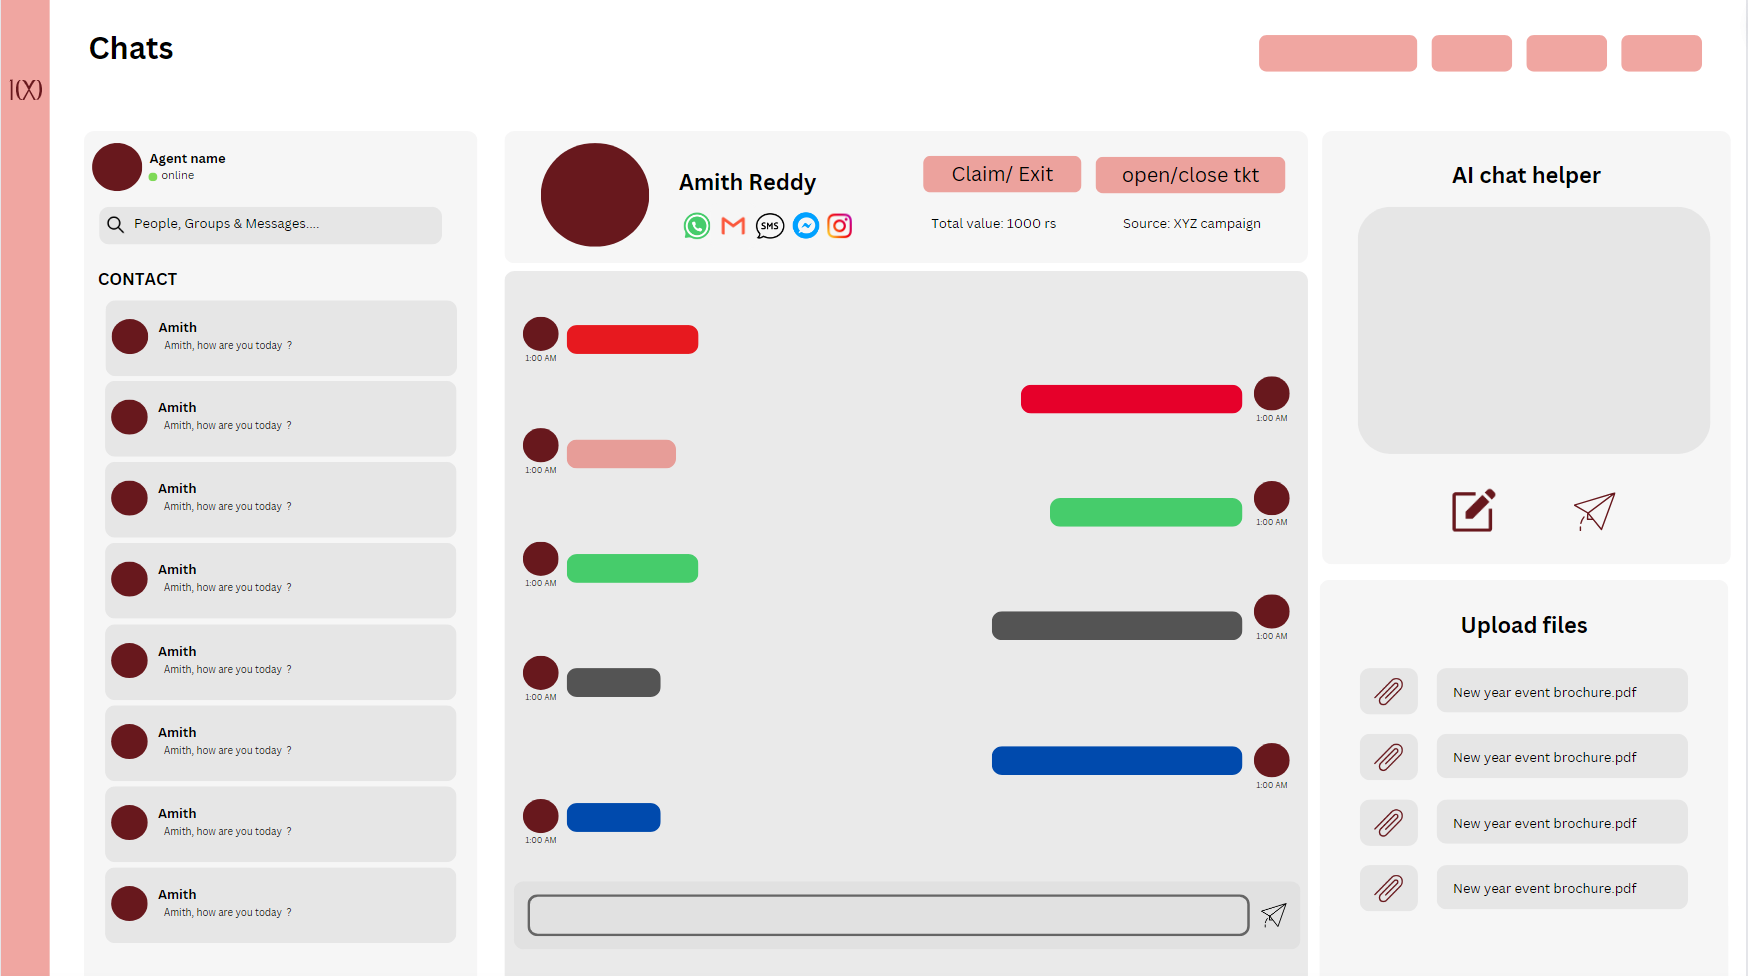 Chats
|(X)
Agent name
online
People, Groups & Messages....
CONTACT
Amith
Amith, how are you today ?
Amith
Amith, how are you today ?
Amith
Amith, how are you today ?
Amith
Amith, how are you today ?
Amith
Amith, how are you today ?
Amith
Amith, how are you today ?
Amith
Amith, how are you today ?
Amith
Amith, how are you today ?
Amith Reddy
SMS
Claim/ Exit
open/close tkt
Total value: 1000 rs
Source: XYZ campaign
1:00 AM
1:00 AM
1:00 AM
1:00 AM
1:00 AM
1:00 AM
1:00 AM
1:00 AM
1:00 AM
AI chat helper
Upload files
New year event brochure.pdf
New year event brochure.pdf
New year event brochure.pdf
New year event brochure.pdf